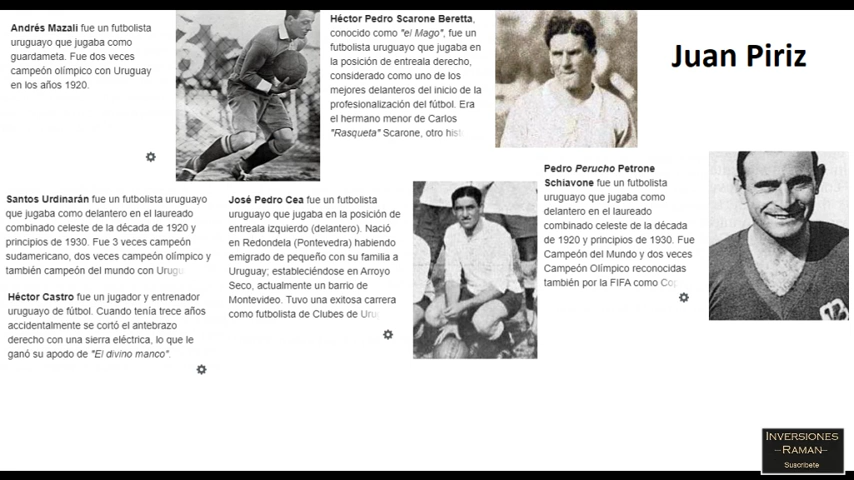 Andrés Mazali fue un futbolista
uruguayo que jugaba como
guardameta. Fue dos veces
campeón olímpico con Uruguay
en los años 1920.
Héctor Pedro Scarone Beretta,
conocido como "el Mago", fue un
futbolista uruguayo que jugaba en
la posición de entreala derecho,
considerado como uno de los
mejores delanteros del inicio de la
profesionalización del fútbol. Era
el hermano menor de Carlos
"Rasqueta" Scarone, otro
Juan Piriz
Santos Urdinarán fue un futbolista uruguayo
que jugaba como delantero en el laureado
combinado celeste de la década de 1920 y
principios de 1930. Fue 3 veces campeón
sudamericano, dos veces campeón olímpico y
también campeón del mundo con
Héctor Castro fue un jugador y entrenador
uruguayo de fútbol. Cuando tenía trece años
accidentalmente se cortó el antebrazo
derecho con una sierra eléctrica, lo que le
ganó su apodo de "El divino manco".
José Pedro Cea fue un futbolista
uruguayo que jugaba en la posición de
entreala izquierdo (delantero). Nació
en Redondela (Pontevedra) habiendo
emigrado de pequeño con su familia a
Uruguay; estableciéndose en Arroyo
Seco, actualmente un barrio de
Montevideo. Tuvo una exitosa carrera
como futbolista de Clubes de
Pedro Perucho Petrone
Schiavone fue un futbolista
uruguayo que jugaba como
delantero en el laureado
combinado celeste de la década
de 1920 y principios de 1930. Fue
Campeón del Mundo y dos veces
Campeón Olímpico reconocidas
también por la FIFA como
INVERSIONES
--RAMAN--
Suscribete